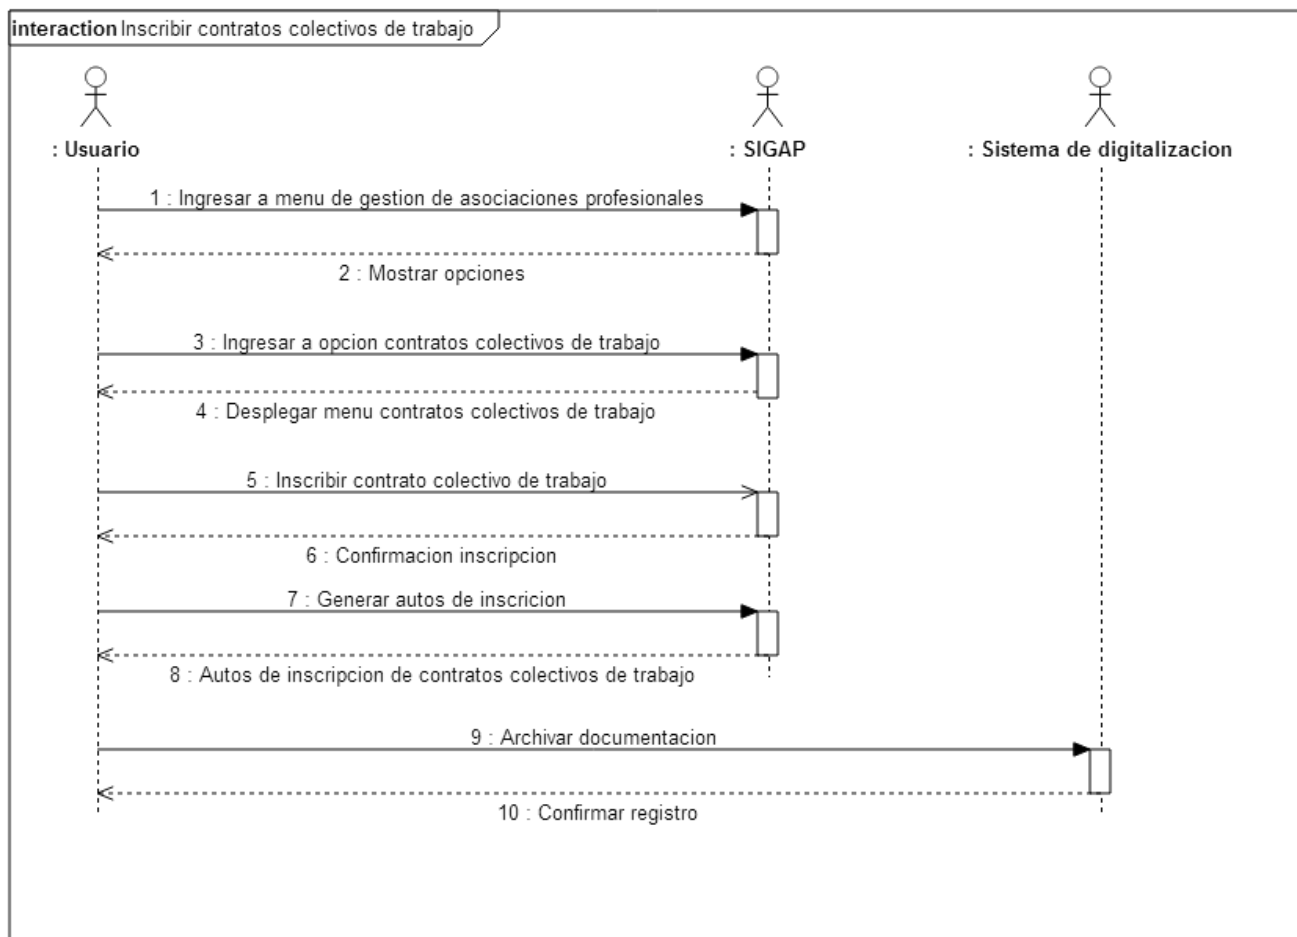 interaction Inscribir contratos colectivos de trabajo
: Usuario
: SIGAP
: Sistema de digitalizacion
1 : Ingresar a menu de gestion de asociaciones profesionales
2 : Mostrar opciones
3 : Ingresar a opcion contratos colectivos de trabajo
4 : Desplegar menu contratos colectivos de trabajo
5 : Inscribir contrato colectivo de trabajo
6 : Confirmacion inscripcion
7 : Generar autos de inscricion
8 : Autos de inscripcion de contratos colectivos de trabajo
9 : Archivar documentacion
10 : Confirmar registro